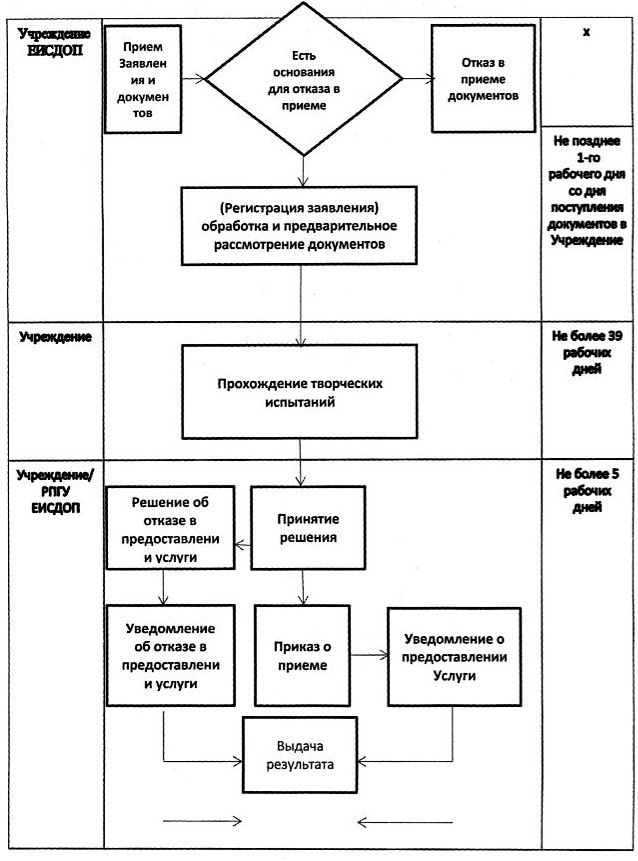 Учреждение
ЕИСДОП
Прием
Заявлен
ия и
докумен
тов
Есть
основания
для отказа в
приеме
Отказ в
приеме
документов
х
Не позднее
1-го
рабочего дня
со дня
поступления
документов в
Учреждение
(Регистрация заявления)
обработка и предварительное
рассмотрение документов
Учреждение
Прохождение творческих
испытаний
Не более 39
рабочих
дней
Учреждение/
РПГУ
ЕИСДОП
Решение об
отказе в
предоставлени
и услуги
Принятие
решения
Не более 5
рабочих
дней
Уведомление
об отказе в
предоставлени
и услуги
Приказ о
приеме
Уведомление о
предоставлении
Услуги
Выдача
результата